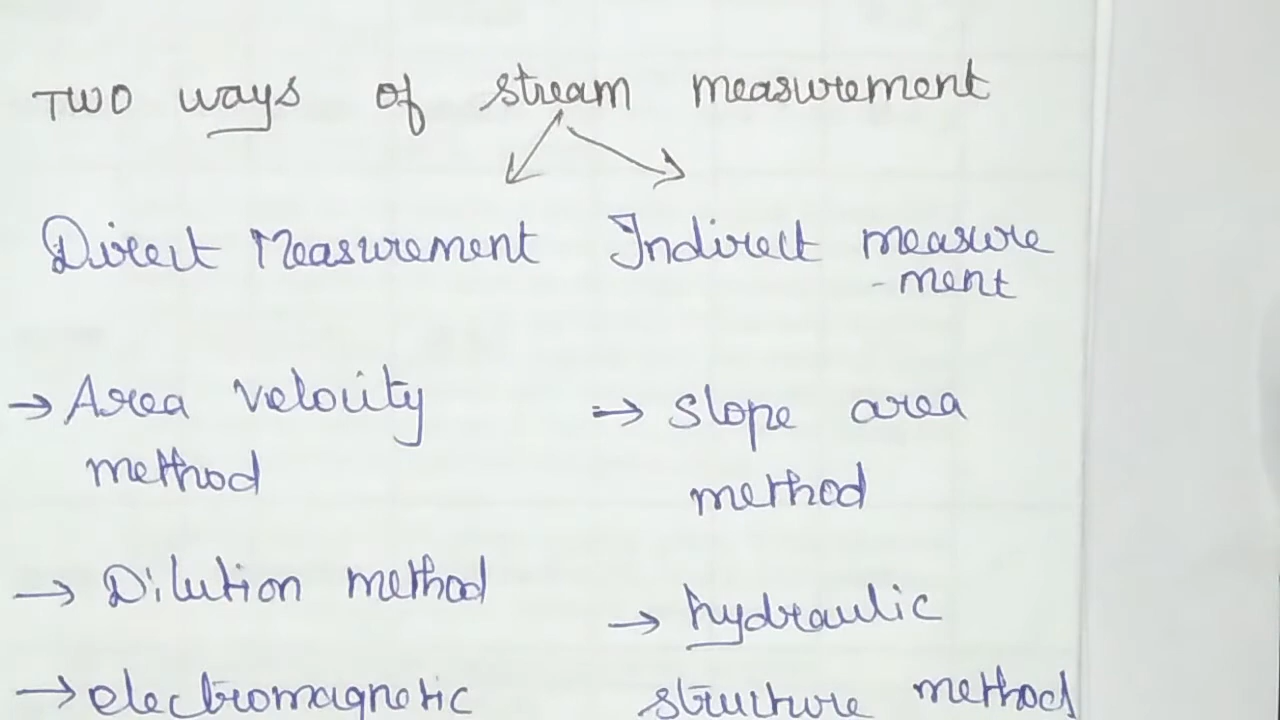 TWO ways of stream measurement
Direct Measurement Indirect measure
-ment
→ Area velocity
method
→ slope area
method
→ Dilution method
→ hydraulic
structure method
→ electromagnetic